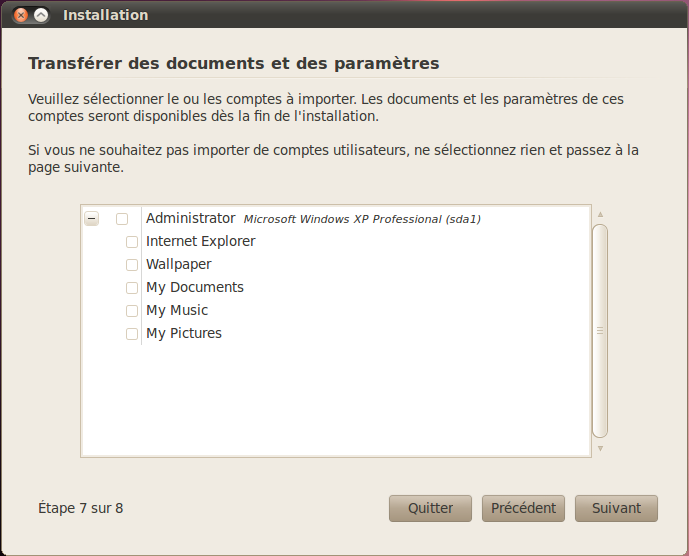 Installation
Transférer des documents et des paramètres
Veuillez sélectionner le ou les comptes à importer. Les documents et les paramètres de ces
comptes seront disponibles dès la fin de l'installation.
Si vous ne souhaitez pas importer de comptes utilisateurs, ne sélectionnez rien et passez à la
page suivante.
Administrator Microsoft Windows XP Professional (sda1)
Internet Explorer
Wallpaper
My Documents
My Music
My Pictures
Étape 7 sur 8 Quitter Précédent Suivant